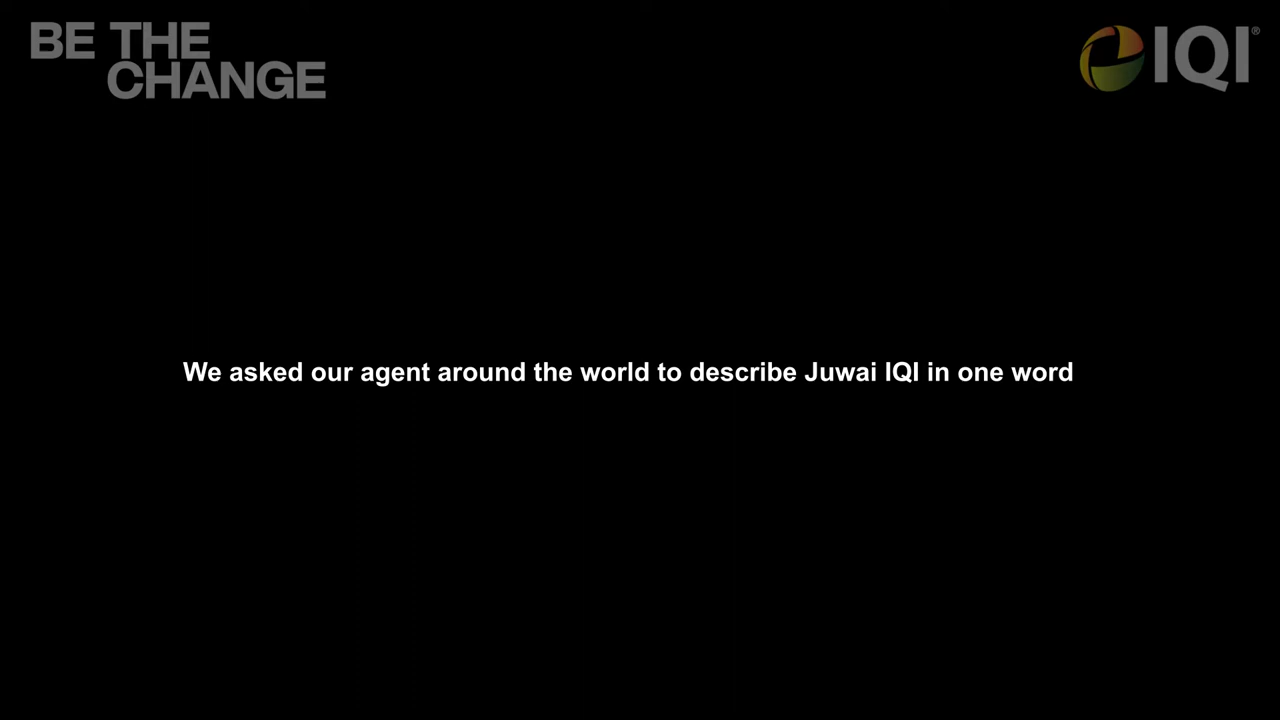 BE THE
CHANGE
IQI®
We asked our agent around the world to describe Juwai IQI in one word